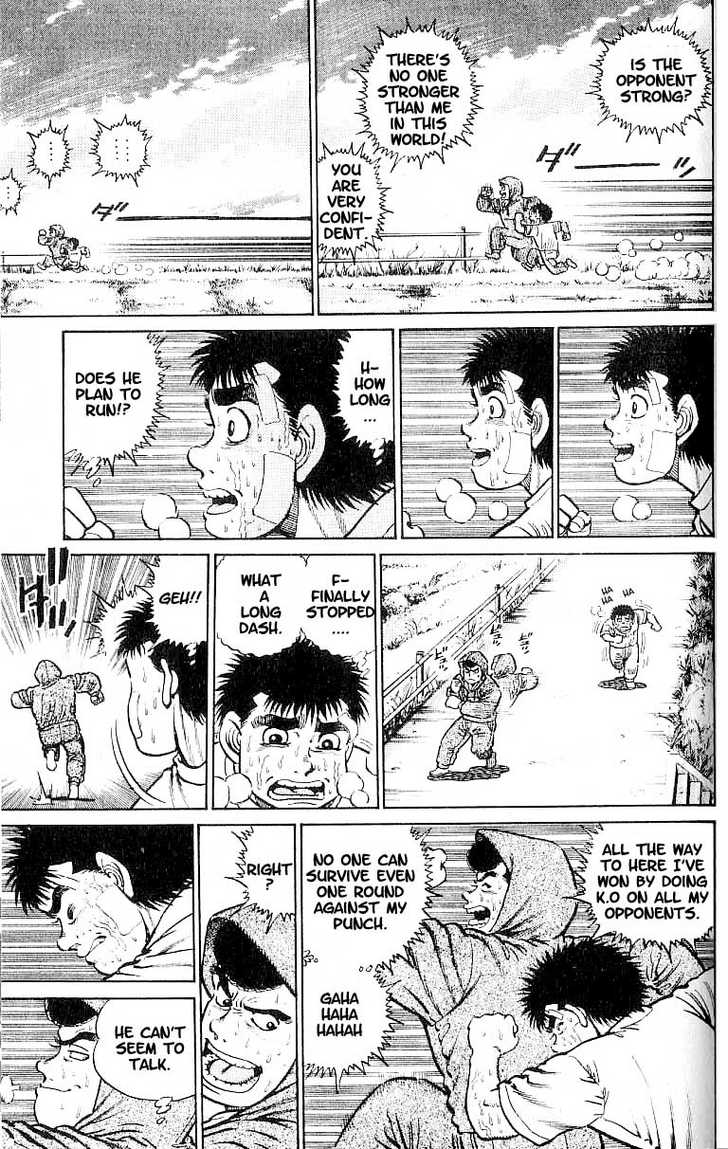 IS THE
OPPONENT
STRONG?
THERE'S
NO ONE
STRONGER
THAN ME
IN THIS
WORLD!
YOU
ARE
VERY
CONFI-
DENT.
...
...
...
H-
HOW
LONG
...
DOES HE
PLAN TO
RUN!?
HA
HA
HA
HA
F-
FINALLY
STOPPED
....
WHAT
A
LONG
DASH.
GEH!!
ALL THE WAY
TO HERE I'VE
WON BY DOING
K.O ON ALL MY
OPPONENTS.
NO ONE CAN
SURVIVE EVEN
ONE ROUND
AGAINST MY
PUNCH.
GAHA
HAHA
HAHAH
RIGHT
?
HE CAN'T
SEEM TO
TALK.